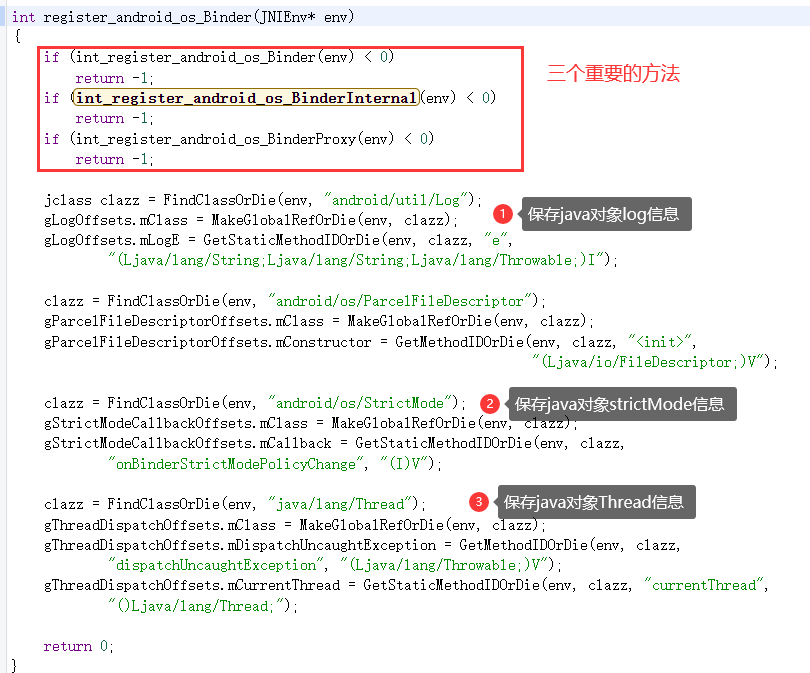 int register_android_os_Binder(JNIEnv* env)
{
if (int_register_android_os_Binder(env) < 0)
return -1;
三个重要的方法
if (int_register_android_os_BinderInternal(env) < 0)
return -1;
if (int_register_android_os_BinderProxy(env) < 0)
return -1;
jclass clazz = FindClassOrDie(env, "android/util/Log");
gLogOffsets.mClass = MakeGlobalRefOrDie(env, clazz);
1 保存java对象log信息
gLogOffsets.mLogE = GetStaticMethodIDOrDie(env, clazz, "e",
"(Ljava/lang/String;Ljava/lang/String;Ljava/lang/Throwable;)I");
clazz = FindClassOrDie(env, "android/os/ParcelFileDescriptor");
gParcelFileDescriptorOffsets.mClass = MakeGlobalRefOrDie(env, clazz);
gParcelFileDescriptorOffsets.mConstructor = GetMethodIDOrDie(env, clazz, "<init>",
"(Ljava/io/FileDescriptor;)V");
clazz = FindClassOrDie(env, "android/os/StrictMode");
2 保存java对象strictMode信息
gStrictModeCallbackOffsets.mClass = MakeGlobalRefOrDie(env, clazz);
gStrictModeCallbackOffsets.mCallback = GetStaticMethodIDOrDie(env, clazz,
"onBinderStrictModePolicyChange", "(I)V");
clazz = FindClassOrDie(env, "java/lang/Thread");
3 保存java对象Thread信息
gThreadDispatchOffsets.mClass = MakeGlobalRefOrDie(env, clazz);
gThreadDispatchOffsets.mDispatchUncaughtException = GetMethodIDOrDie(env, clazz,
"dispatchUncaughtException", "(Ljava/lang/Throwable;)V");
gThreadDispatchOffsets.mCurrentThread = GetStaticMethodIDOrDie(env, clazz, "currentThread",
"()Ljava/lang/Thread;");
return 0;
}